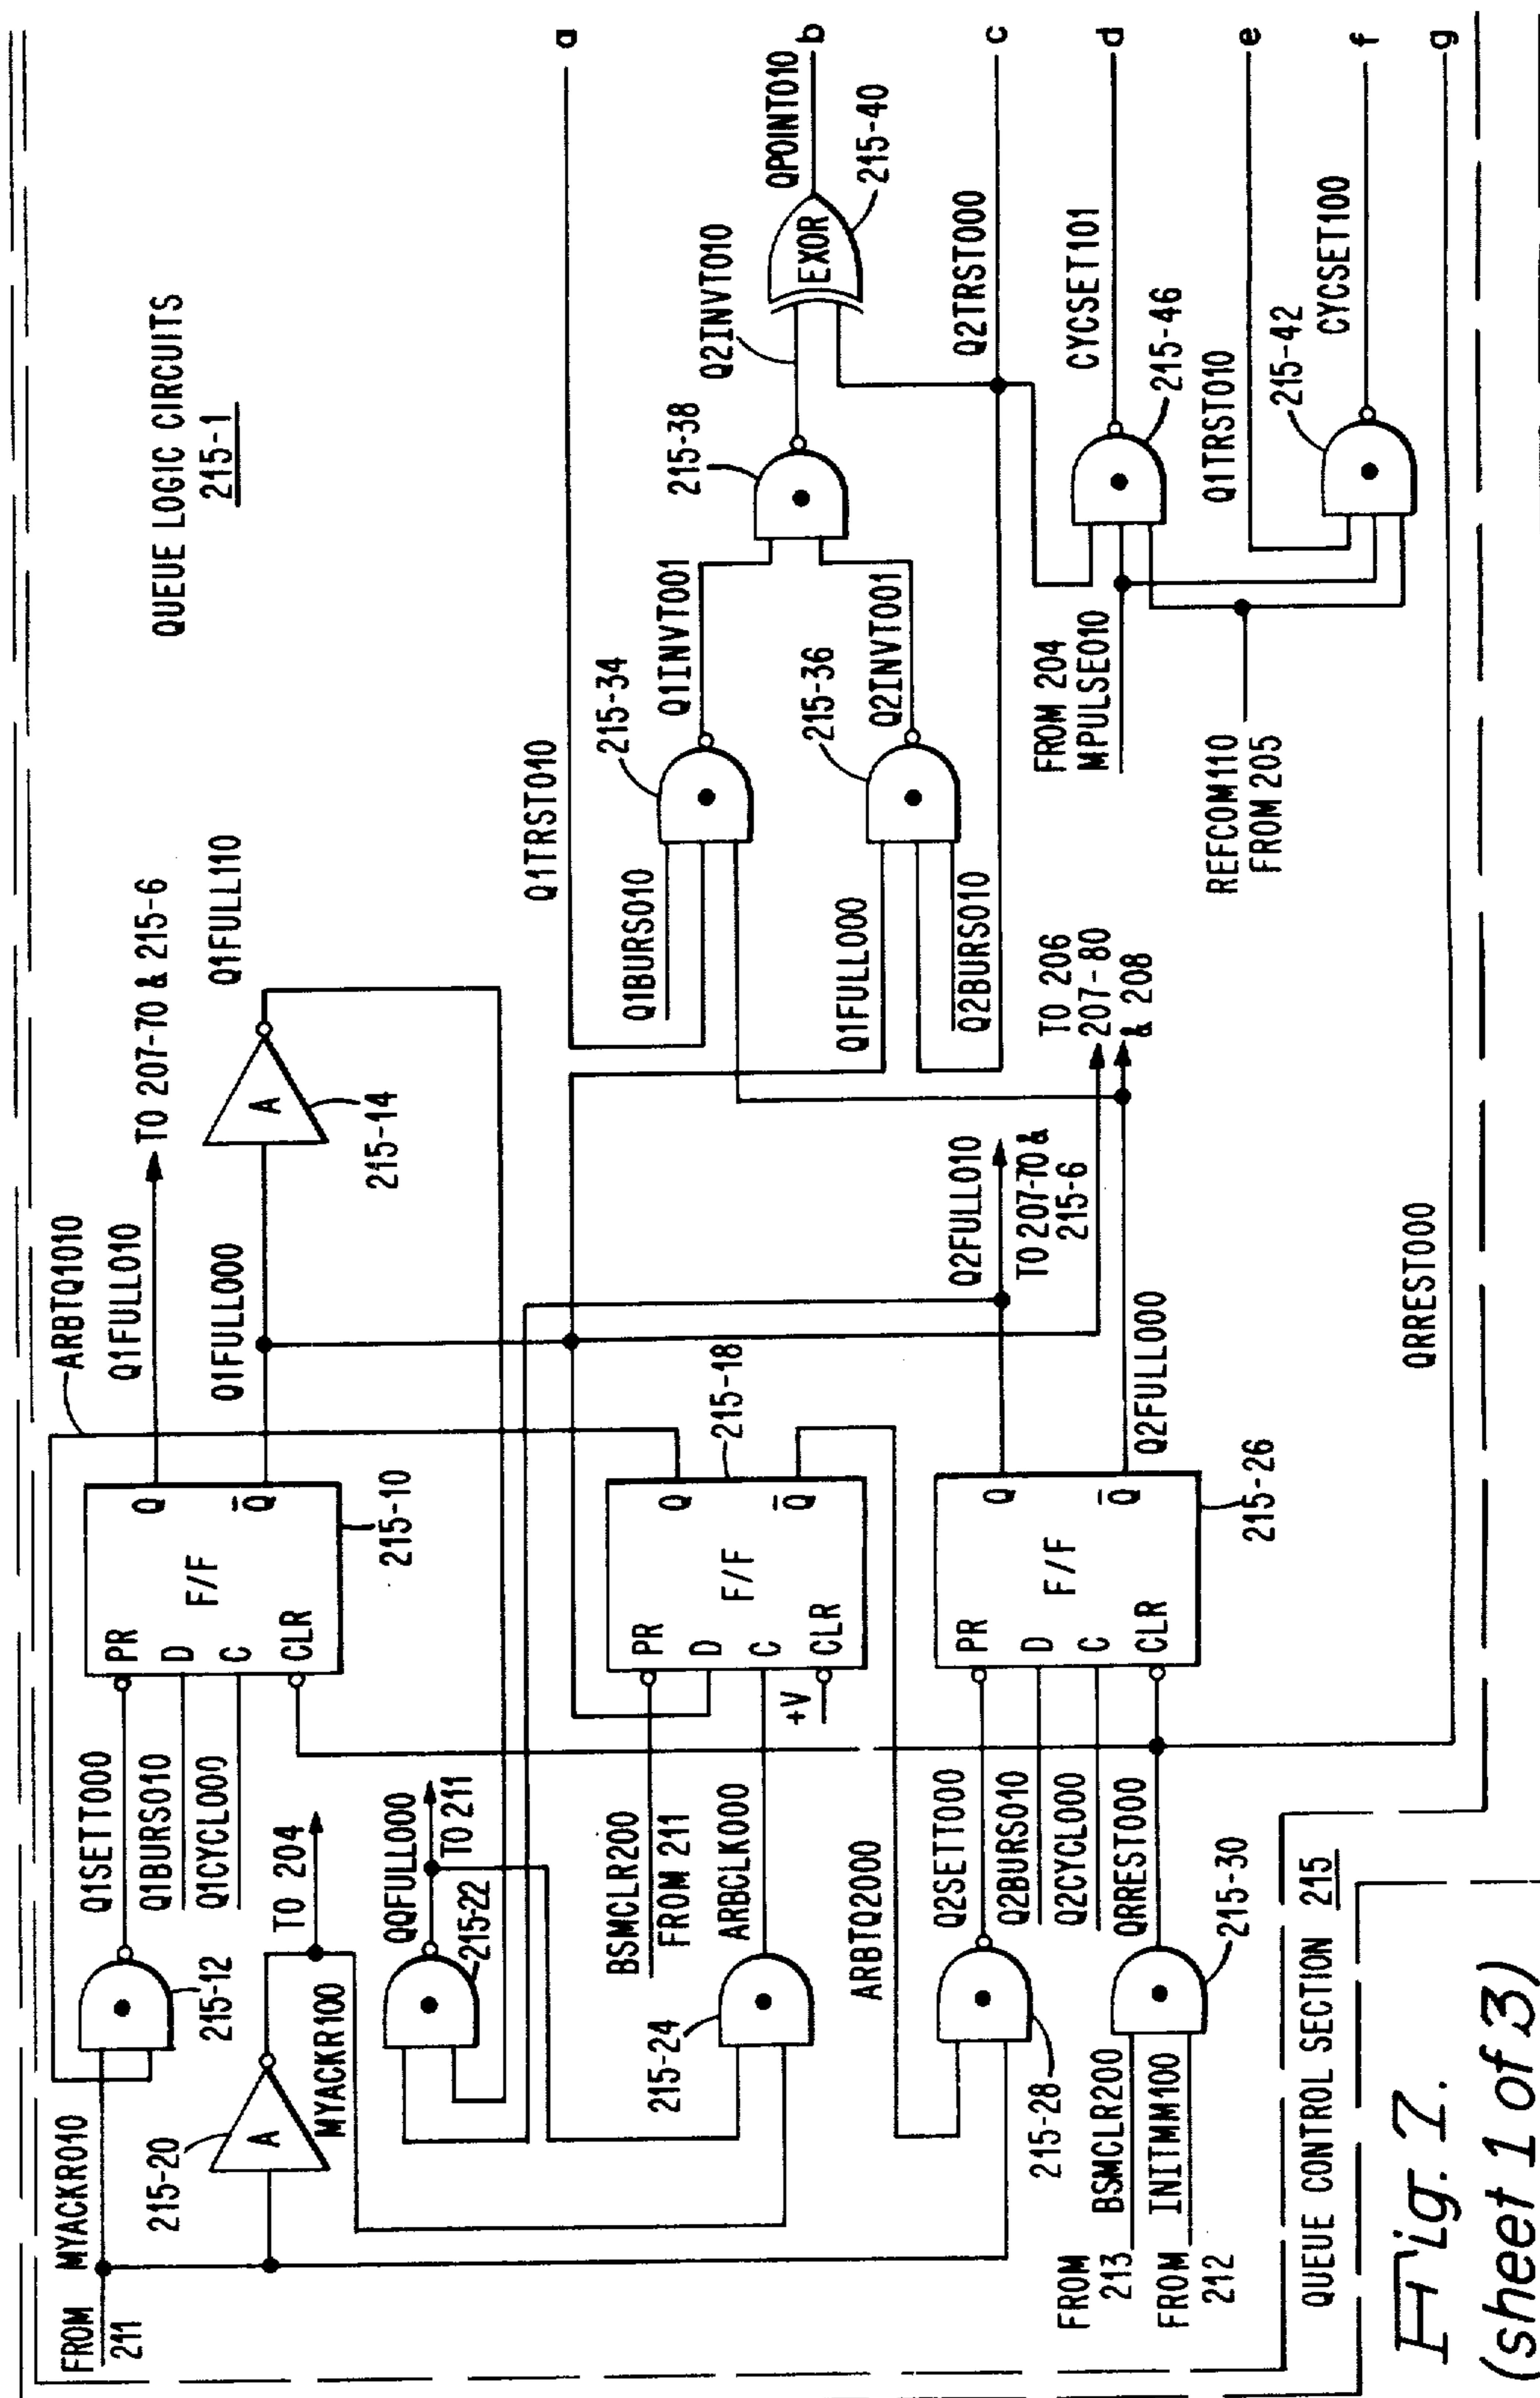 QUEUE LOGIC CIRCUITS
215-1
FROM
211
MYACKR010
215-20
A
MYACKR100
215-12
TO 204
Q1SETT000
Q1BURS010
Q1CYCL000
PR
D
C
CLR
F/F
Q
Q̅
215-10
ARBTQ1010
Q1FULL010
TO 207-70 & 215-6
Q1FULL000
A
215-14
Q1FULL110
QQFULL000
TO 211
215-22
215-24
BSMCLR200
FROM 211
ARBCLK000
+V
PR
D
C
CLR
F/F
Q
Q̅
215-18
ARBTQ2000
215-28
Q2SETT000
Q2BURS010
Q2CYCL000
QRREST000
PR
D
C
CLR
F/F
Q
Q̅
215-26
FROM
213
BSMCLR200
FROM
212
INITMM100
215-30
Q2FULL010
TO 207-70 &
215-6
Q2FULL000
TO 206
207-80
& 208
Q1TRST010
a
Q1BURS010
215-34
Q1INVT001
Q1FULL000
Q2BURS010
215-36
Q2INVT001
215-38
Q2INVT010
EXOR
215-40
QPOINT010
b
Q2TRST000
c
FROM 204
MPULSE010
215-46
CYCSET101
d
REFCOM110
FROM 205
Q1TRST010
e
215-42
CYCSET100
f
QRREST000
g
QUEUE CONTROL SECTION 215
Fig. 7.
(sheet 1 of 3)